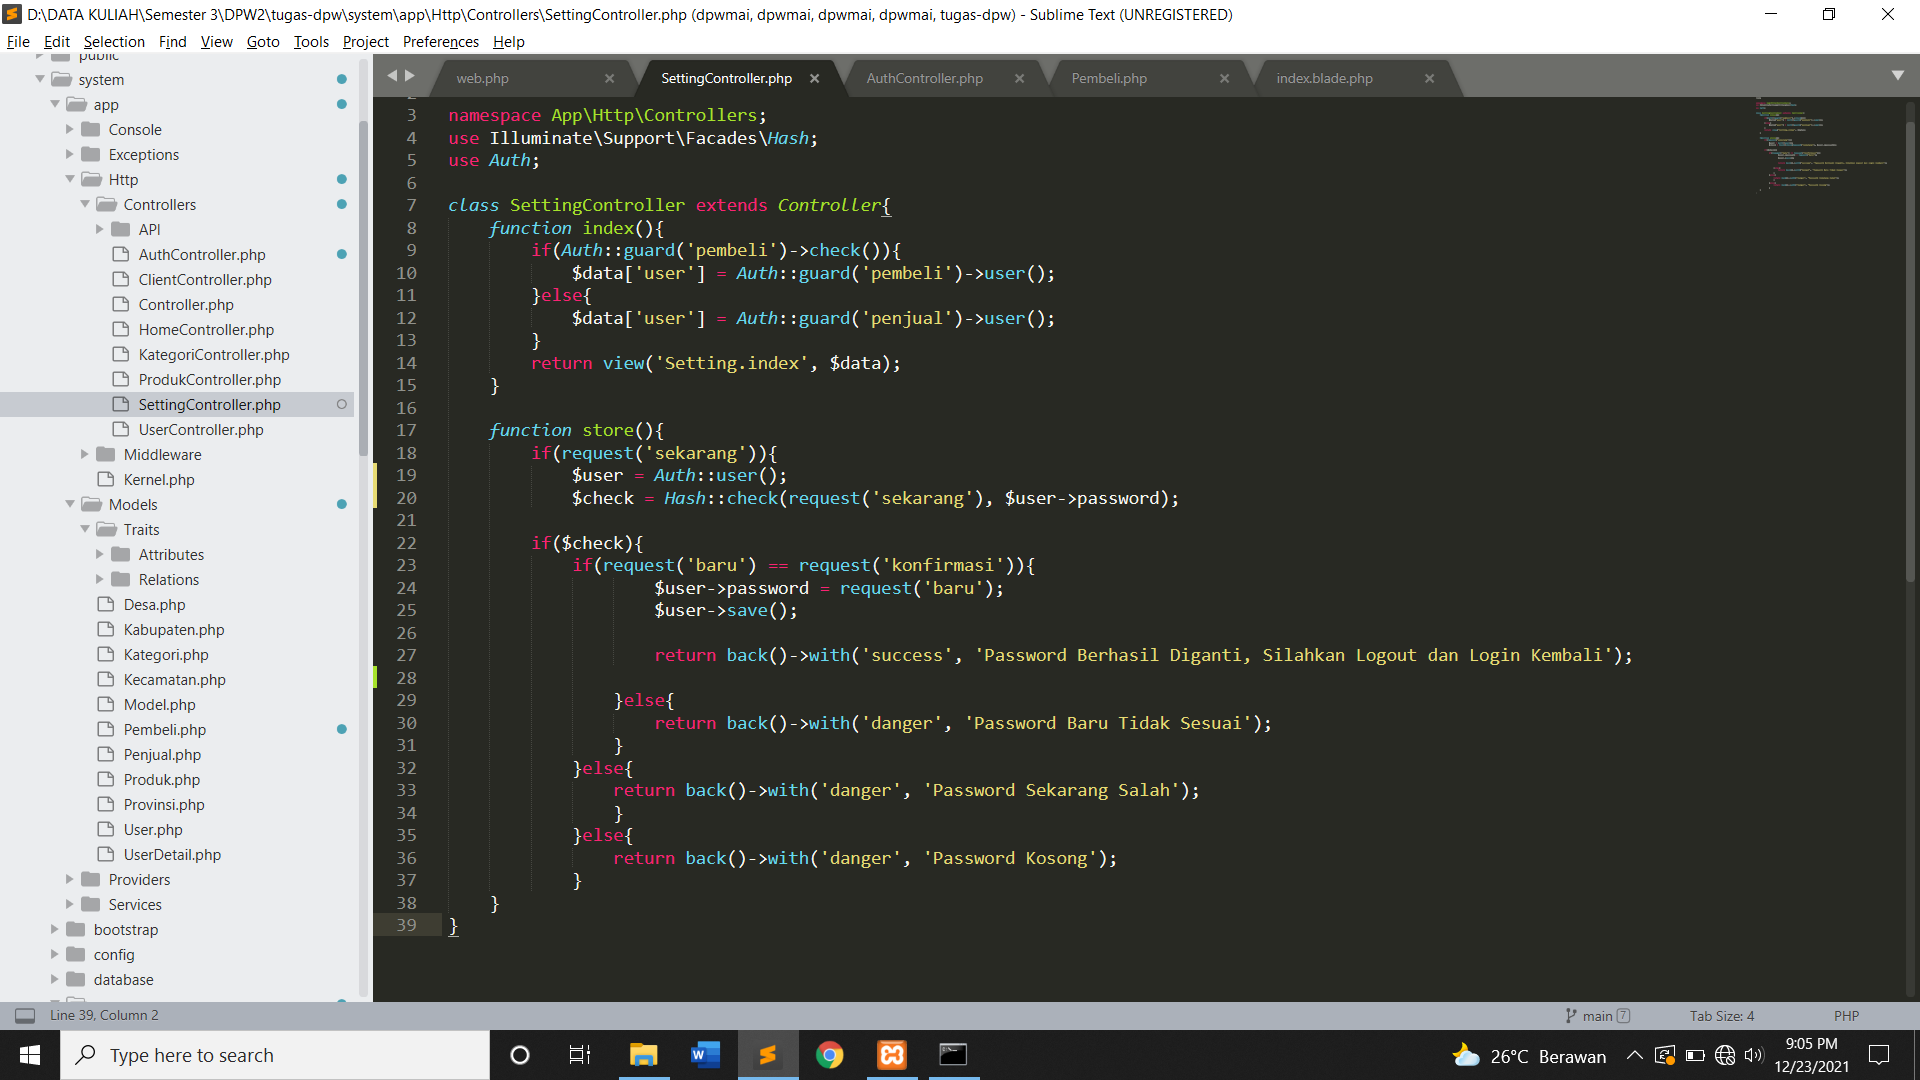 D:\DATA KULIAH\Semester 3\DPW2\tugas-dpw\system\app\Http\Controllers\SettingController.php (dpwmai, dpwmai, dpwmai, dpwmai, tugas-dpw) - Sublime Text (UNREGISTERED)
File Edit Selection Find View Goto Tools Project Preferences Help
public
system
app
Console
Exceptions
Http
Controllers
API
AuthController.php
ClientController.php
Controller.php
HomeController.php
KategoriController.php
ProdukController.php
SettingController.php
UserController.php
Middleware
Kernel.php
Models
Traits
Attributes
Relations
Desa.php
Kabupaten.php
Kategori.php
Kecamatan.php
Model.php
Pembeli.php
Penjual.php
Produk.php
Provinsi.php
User.php
UserDetail.php
Providers
Services
bootstrap
config
database
web.php SettingController.php AuthController.php Pembeli.php index.blade.php
2
3 namespace App\Http\Controllers;
4 use Illuminate\Support\Facades\Hash;
5 use Auth;
6
7 class SettingController extends Controller{
8 function index(){
9 if(Auth::guard('pembeli')->check()){
10 $data['user'] = Auth::guard('pembeli')->user();
11 }else{
12 $data['user'] = Auth::guard('penjual')->user();
13 }
14 return view('Setting.index', $data);
15 }
16
17 function store(){
18 if(request('sekarang')){
19 $user = Auth::user();
20 $check = Hash::check(request('sekarang'), $user->password);
21
22 if($check){
23 if(request('baru') == request('konfirmasi')){
24 $user->password = request('baru');
25 $user->save();
26
27 return back()->with('success', 'Password Berhasil Diganti, Silahkan Logout dan Login Kembali');
28
29 }else{
30 return back()->with('danger', 'Password Baru Tidak Sesuai');
31 }
32 }else{
33 return back()->with('danger', 'Password Sekarang Salah');
34 }
35 }else{
36 return back()->with('danger', 'Password Kosong');
37 }
38 }
39 }
Line 39, Column 2 main 7 Tab Size: 4 PHP
Type here to search
26°C Berawan
9:05 PM
12/23/2021